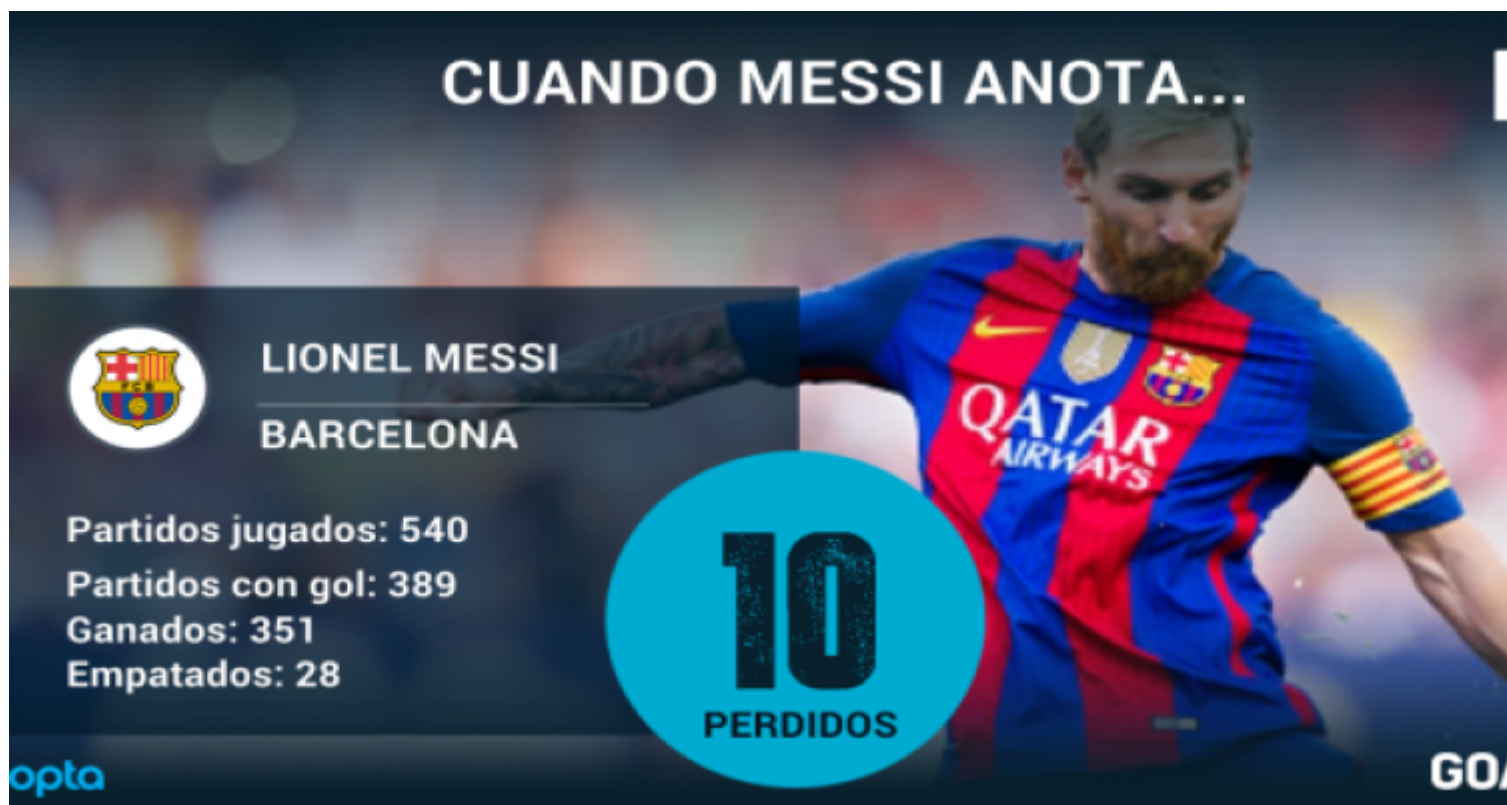 CUANDO MESSI ANOTA...
LIONEL MESSI
BARCELONA
FCB
Partidos jugados: 540
Partidos con gol: 389
Ganados: 351
Empatados: 28
10
PERDIDOS
QATAR
AIRWAYS
opta